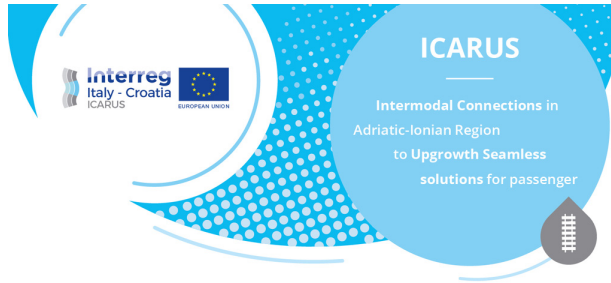 Interreg
Italy - Croatia
ICARUS
EUROPEAN UNION
ICARUS
Intermodal Connections in
Adriatic-Ionian Region
to Upgrowth Seamless
solutions for passenger